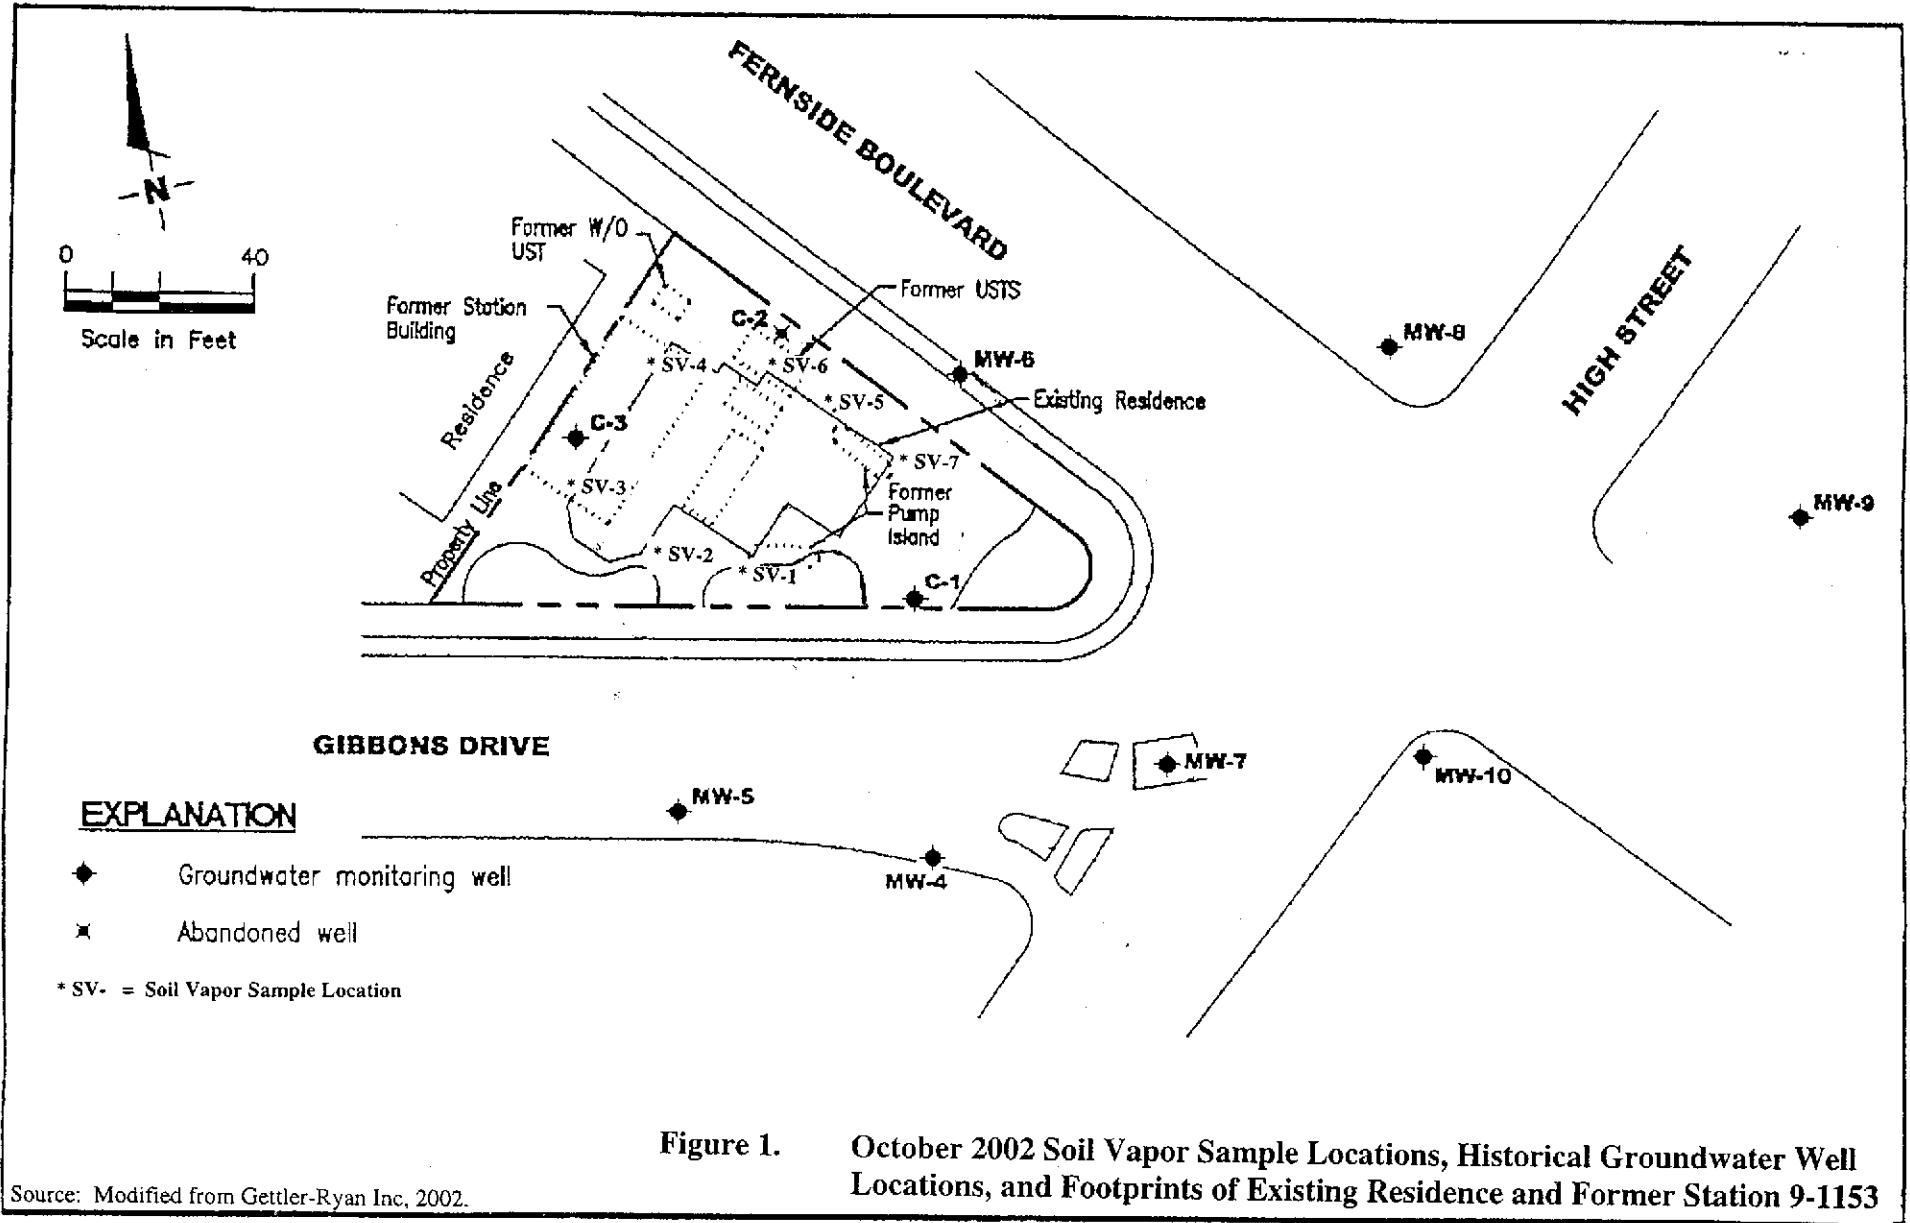 FERNSIDE BOULEVARD
N
0 40
Scale in Feet
Former W/O
UST
Former Station
Building
Residence
Property Line
C-2
Former USTS
* SV-4
* SV-6
MW-6
* SV-5
Existing Residence
C-3
* SV-7
* SV-3
Former
Pump
Island
* SV-2
* SV-1
C-1
MW-8
HIGH STREET
MW-9
GIBBONS DRIVE
MW-7
MW-10
MW-5
MW-4
EXPLANATION
Groundwater monitoring well
Abandoned well
* SV- = Soil Vapor Sample Location
Figure 1. October 2002 Soil Vapor Sample Locations, Historical Groundwater Well
Locations, and Footprints of Existing Residence and Former Station 9-1153
Source: Modified from Gettler-Ryan Inc, 2002.